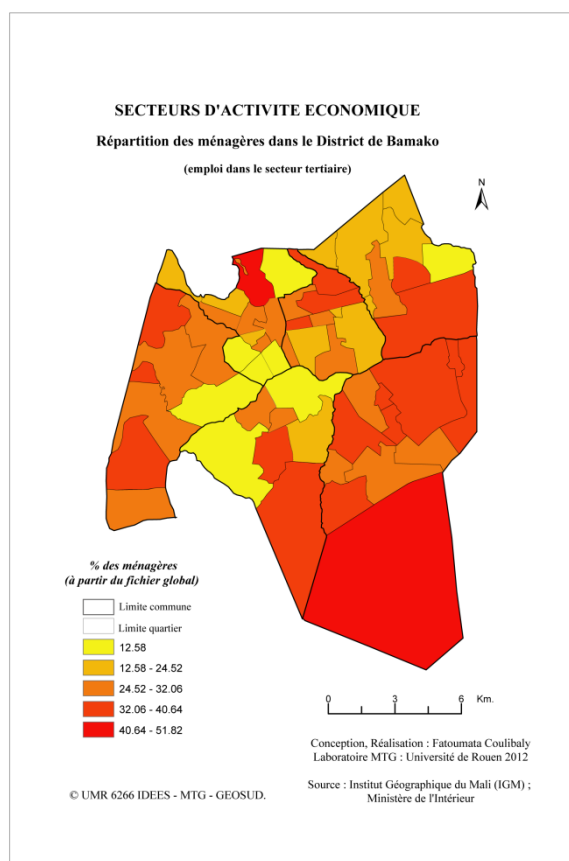 SECTEURS D'ACTIVITE ECONOMIQUE
Répartition des ménagères dans le District de Bamako
(emploi dans le secteur tertiaire)
N
% des ménagères
(à partir du fichier global)
Limite commune
Limite quartier
12.58
12.58 - 24.52
24.52 - 32.06
32.06 - 40.64
40.64 - 51.82
0 3 6 Km.
Conception, Réalisation : Fatoumata Coulibaly
Laboratoire MTG : Université de Rouen 2012
Source : Institut Géographique du Mali (IGM) ;
Ministère de l'Intérieur
© UMR 6266 IDEES - MTG - GEOSUD.